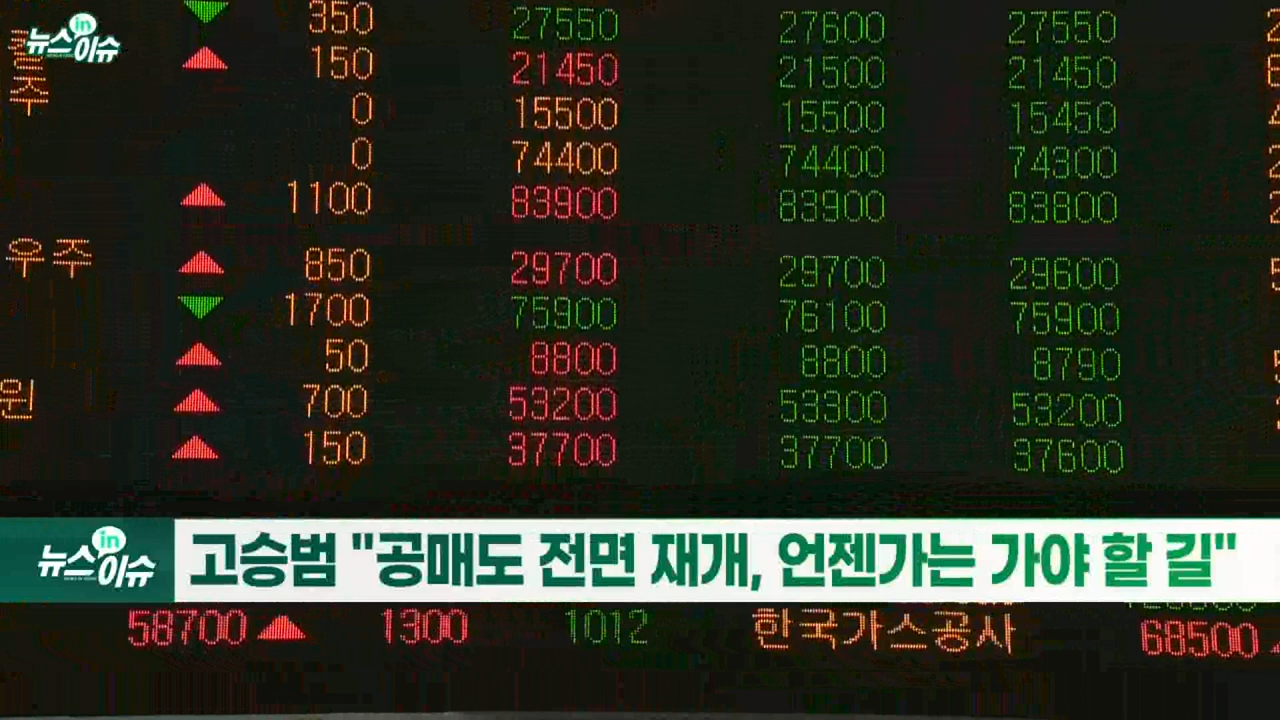 뉴스in이슈
350 27550 27600 27550
150 21450 21500 21450
주
0 15500 15500 15450
0 74400 74400 74300
1100 83900 83900 83800
우주
850 29700 29700 29600
1700 75900 76100 75900
50 8800 8800 8790
원 700 53200 53300 53200
150 37700 37700 37600
뉴스in이슈
고승범 "공매도 전면 재개, 언젠가는 가야 할 길"
58700 1300 1012 한국가스공사 68500